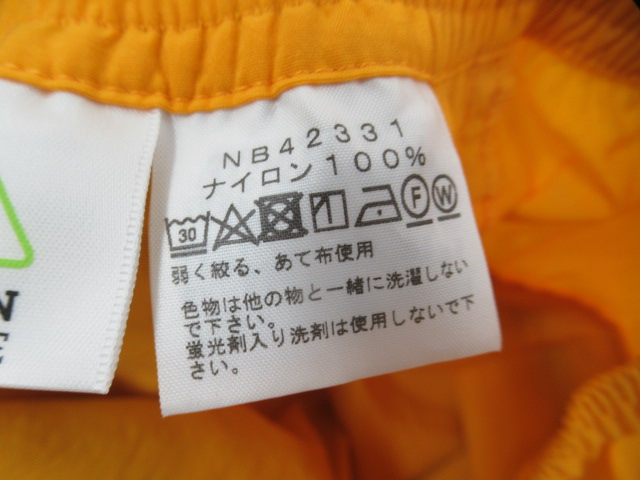 NB42331
ナイロン100%
30
F W
弱く絞る、あて布使用
色物は他の物と一緒に洗濯しない
で下さい。
蛍光剤入り洗剤は使用しないで下
さい。
N
E